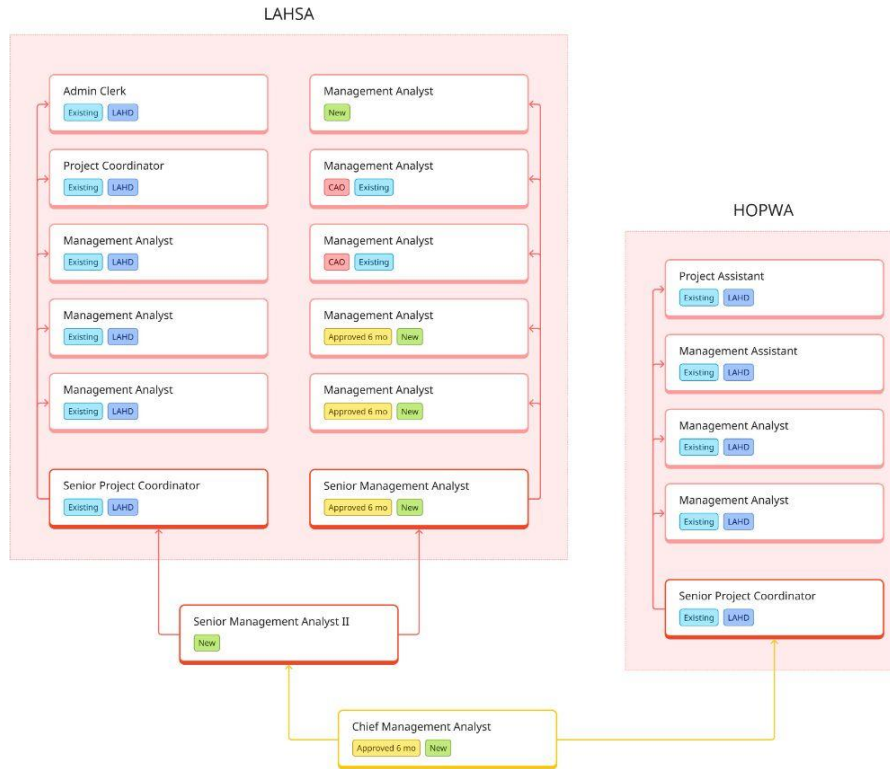 LAHSA
Admin Clerk
Existing LAHD
Project Coordinator
Existing LAHD
Management Analyst
Existing LAHD
Management Analyst
Existing LAHD
Management Analyst
Existing LAHD
Senior Project Coordinator
Existing LAHD
Management Analyst
New
Management Analyst
CAO Existing
Management Analyst
CAO Existing
Management Analyst
Approved 6 mo New
Management Analyst
Approved 6 mo New
Senior Management Analyst
Approved 6 mo New
HOPWA
Project Assistant
Existing LAHD
Management Assistant
Existing LAHD
Management Analyst
Existing LAHD
Management Analyst
Existing LAHD
Senior Project Coordinator
Existing LAHD
Senior Management Analyst II
New
Chief Management Analyst
Approved 6 mo New